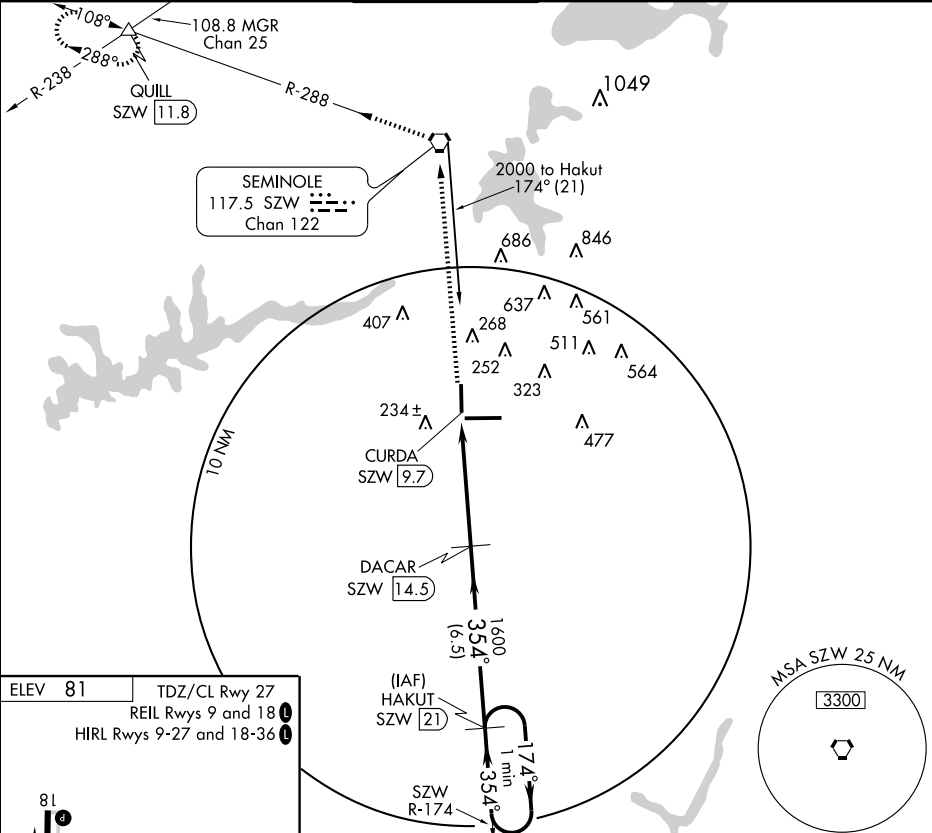 108°
288°
R-238
108.8 MGR
Chan 25
QUILL
SZW 11.8
R-288
1049
SEMINOLE
117.5 SZW
Chan 122
2000 to Hakut
174° (21)
686
846
637
561
407
268
252
511
564
323
234 ±
477
10 NM
CURDA
SZW 9.7
DACAR
SZW 14.5
1600
354°
(6.5)
(IAF)
HAKUT
SZW 21
174°
1 min
354°
SZW
R-174
MSA SZW 25 NM
3300
ELEV 81
TDZ/CL Rwy 27
REIL Rwys 9 and 18 L
HIRL Rwys 9-27 and 18-36 L
18
P